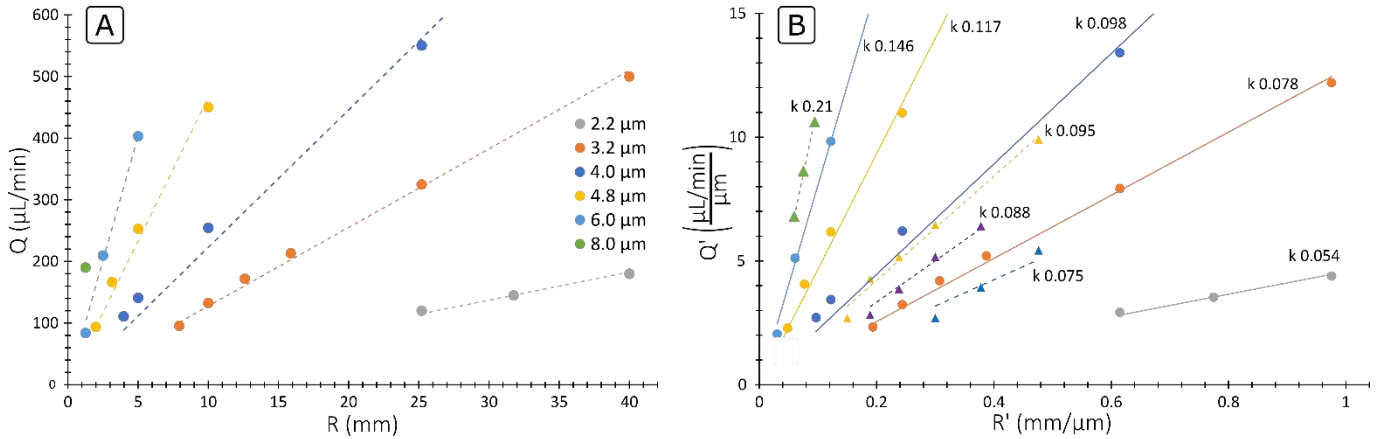 A
Q (µL/min)
600
500
400
300
200
100
0
0 5 10 15 20 25 30 35 40
R (mm)
2.2 µm
3.2 µm
4.0 µm
4.8 µm
6.0 µm
8.0 µm
B
Q' (µL/min/µm)
15
10
5
0
0 0.2 0.4 0.6 0.8 1
R' (mm/µm)
k 0.146
k 0.117
k 0.098
k 0.078
k 0.21
k 0.095
k 0.088
k 0.075
k 0.054